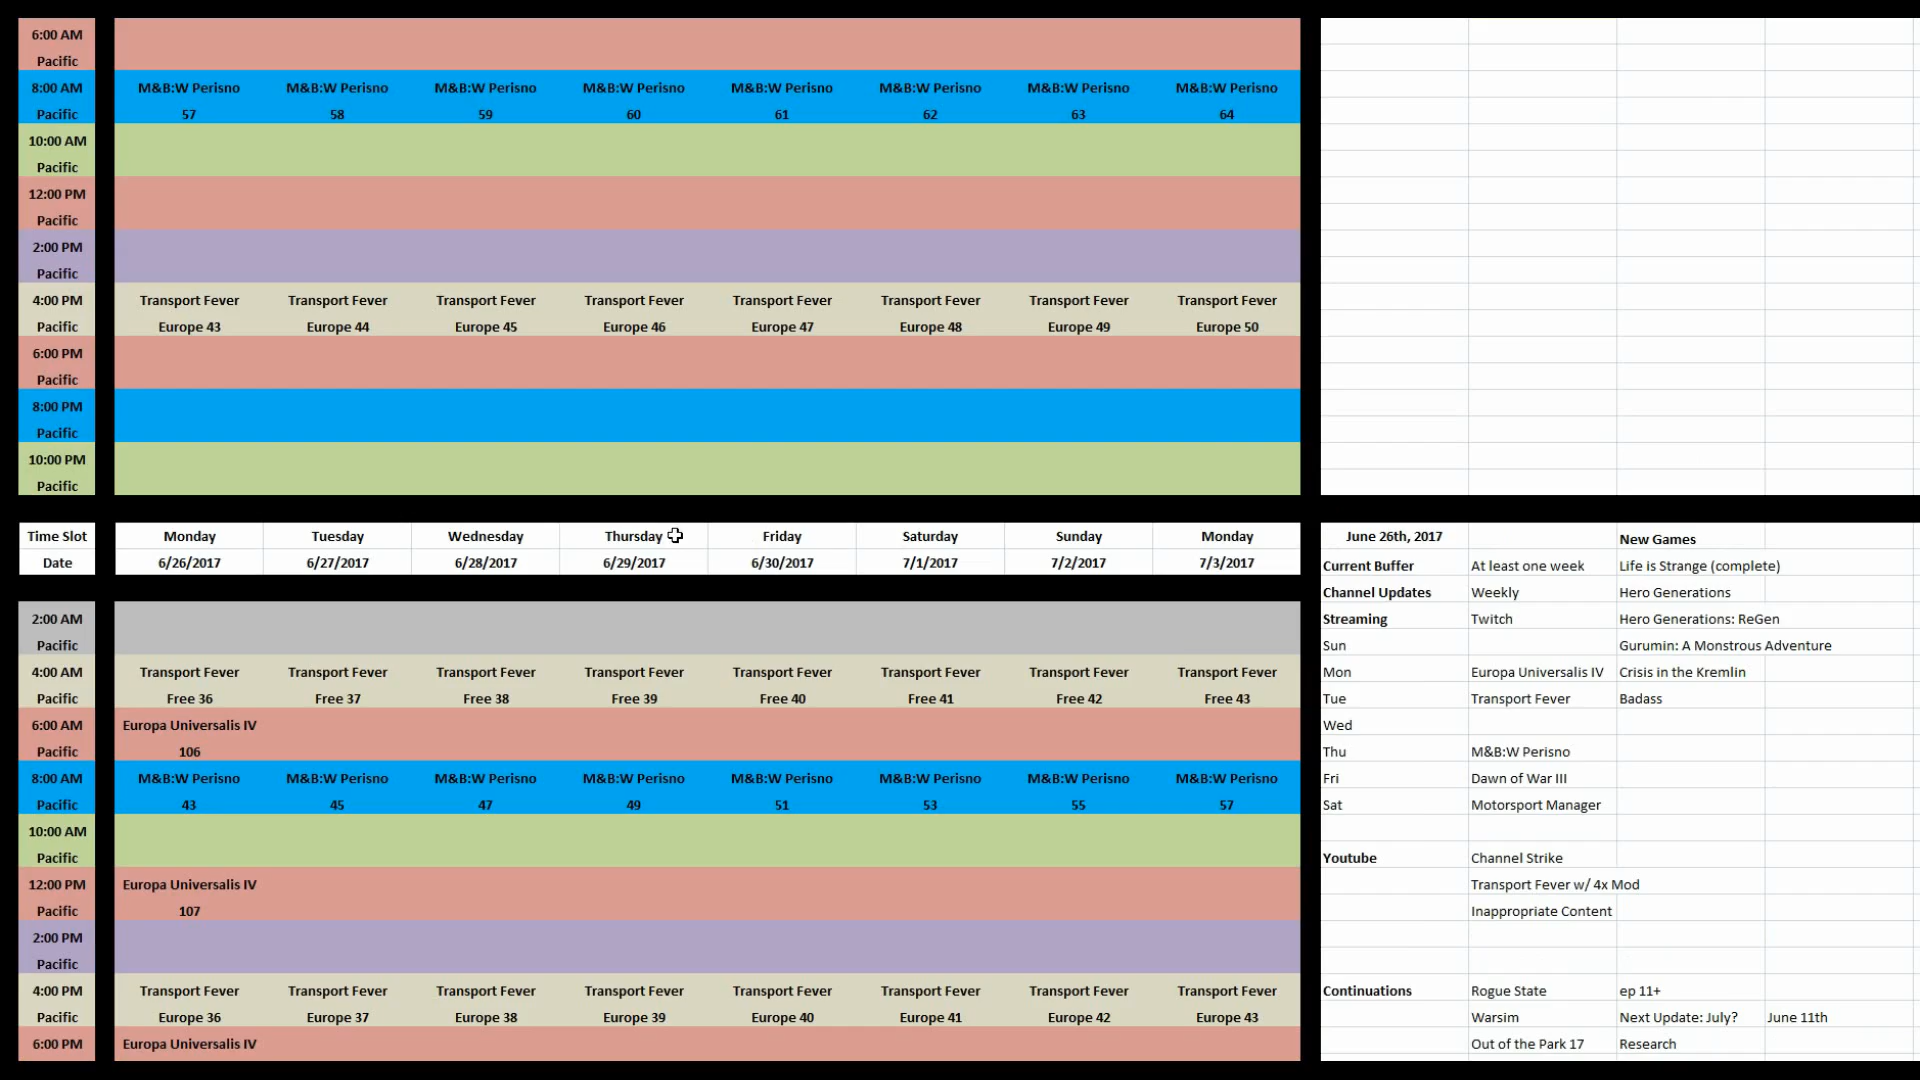 6:00 AM
Pacific
8:00 AM M&B:W Perisno M&B:W Perisno M&B:W Perisno M&B:W Perisno M&B:W Perisno M&B:W Perisno M&B:W Perisno M&B:W Perisno
Pacific 57 58 59 60 61 62 63 64
10:00 AM
Pacific
12:00 PM
Pacific
2:00 PM
Pacific
4:00 PM Transport Fever Transport Fever Transport Fever Transport Fever Transport Fever Transport Fever Transport Fever Transport Fever
Pacific Europe 43 Europe 44 Europe 45 Europe 46 Europe 47 Europe 48 Europe 49 Europe 50
6:00 PM
Pacific
8:00 PM
Pacific
10:00 PM
Pacific
Time Slot Monday Tuesday Wednesday Thursday Friday Saturday Sunday Monday June 26th, 2017 New Games
Date 6/26/2017 6/27/2017 6/28/2017 6/29/2017 6/30/2017 7/1/2017 7/2/2017 7/3/2017 Current Buffer At least one week Life is Strange (complete)
Channel Updates Weekly Hero Generations
2:00 AM Streaming Twitch Hero Generations: ReGen
Pacific Sun Gurumin: A Monstrous Adventure
4:00 AM Transport Fever Transport Fever Transport Fever Transport Fever Transport Fever Transport Fever Transport Fever Transport Fever Mon Europa Universalis IV Crisis in the Kremlin
Pacific Free 36 Free 37 Free 38 Free 39 Free 40 Free 41 Free 42 Free 43 Tue Transport Fever Badass
6:00 AM Europa Universalis IV Wed
Pacific 106 Thu M&B:W Perisno
8:00 AM M&B:W Perisno M&B:W Perisno M&B:W Perisno M&B:W Perisno M&B:W Perisno M&B:W Perisno M&B:W Perisno M&B:W Perisno Fri Dawn of War III
Pacific 43 45 47 49 51 53 55 57 Sat Motorsport Manager
10:00 AM
Pacific Youtube Channel Strike
12:00 PM Europa Universalis IV Transport Fever w/ 4x Mod
Pacific 107 Inappropriate Content
2:00 PM
Pacific
4:00 PM Transport Fever Transport Fever Transport Fever Transport Fever Transport Fever Transport Fever Transport Fever Transport Fever Continuations Rogue State ep 11+
Pacific Europe 36 Europe 37 Europe 38 Europe 39 Europe 40 Europe 41 Europe 42 Europe 43 Warsim Next Update: July? June 11th
6:00 PM Europa Universalis IV Out of the Park 17 Research